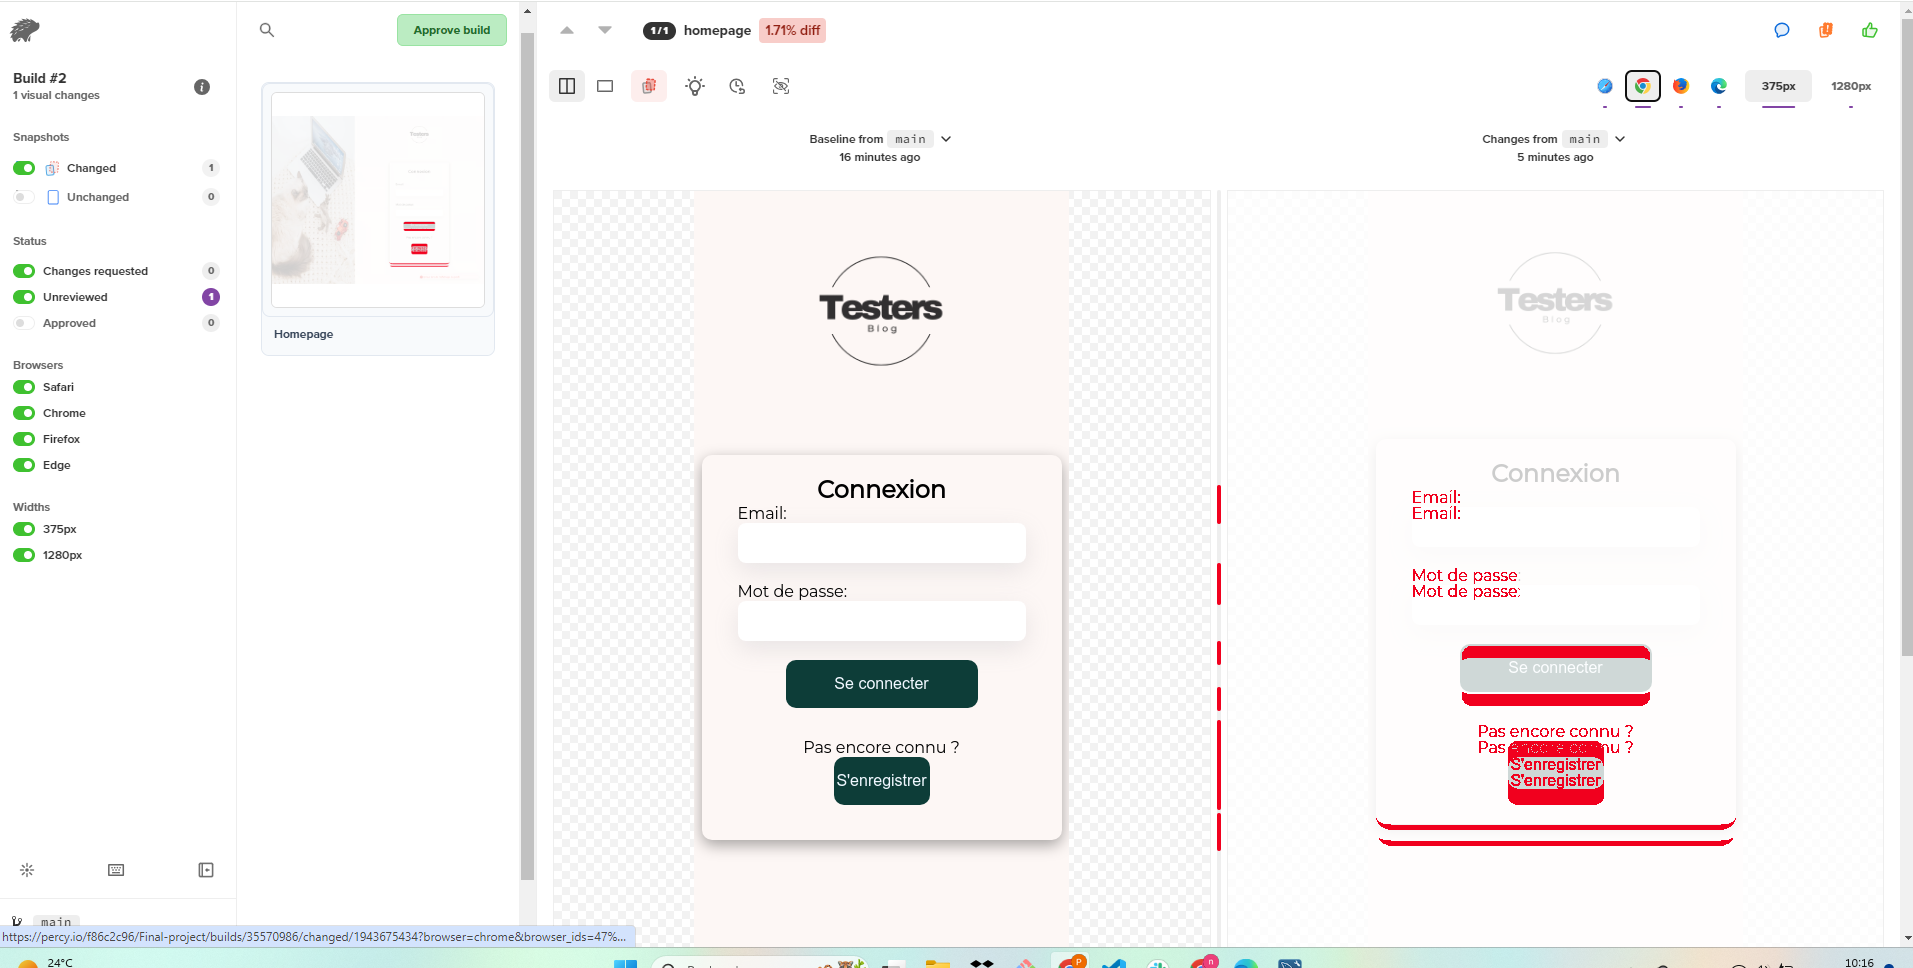 Build #2
1 visual changes
Snapshots
Changed 1
Unchanged 0
Status
Changes requested 0
Unreviewed 1
Approved 0
Browsers
Safari
Chrome
Firefox
Edge
Widths
375px
1280px
main
Approve build
Homepage
1/1 homepage 1.71% diff
375px 1280px
Baseline from main
16 minutes ago
Changes from main
5 minutes ago
Testers
Blog
Connexion
Email:
Mot de passe:
Se connecter
Pas encore connu ?
S'enregistrer
Testers
Blog
Connexion
Email:
Email:
Mot de passe
Mot de passe:
Se connecter
Pas encore connu ?
Pas encore connu ?
S'enregistrer
S'enregistrer
https://percy.io/f86c2c96/Final-project/builds/35570986/changed/1943675434?browser=chrome&browser_ids=47%...
24°C
10:16